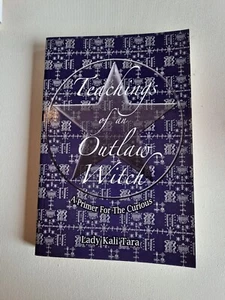 Teachings
of an
Outlaw
Witch
A Primer For The Curious
Lady Kali Tara